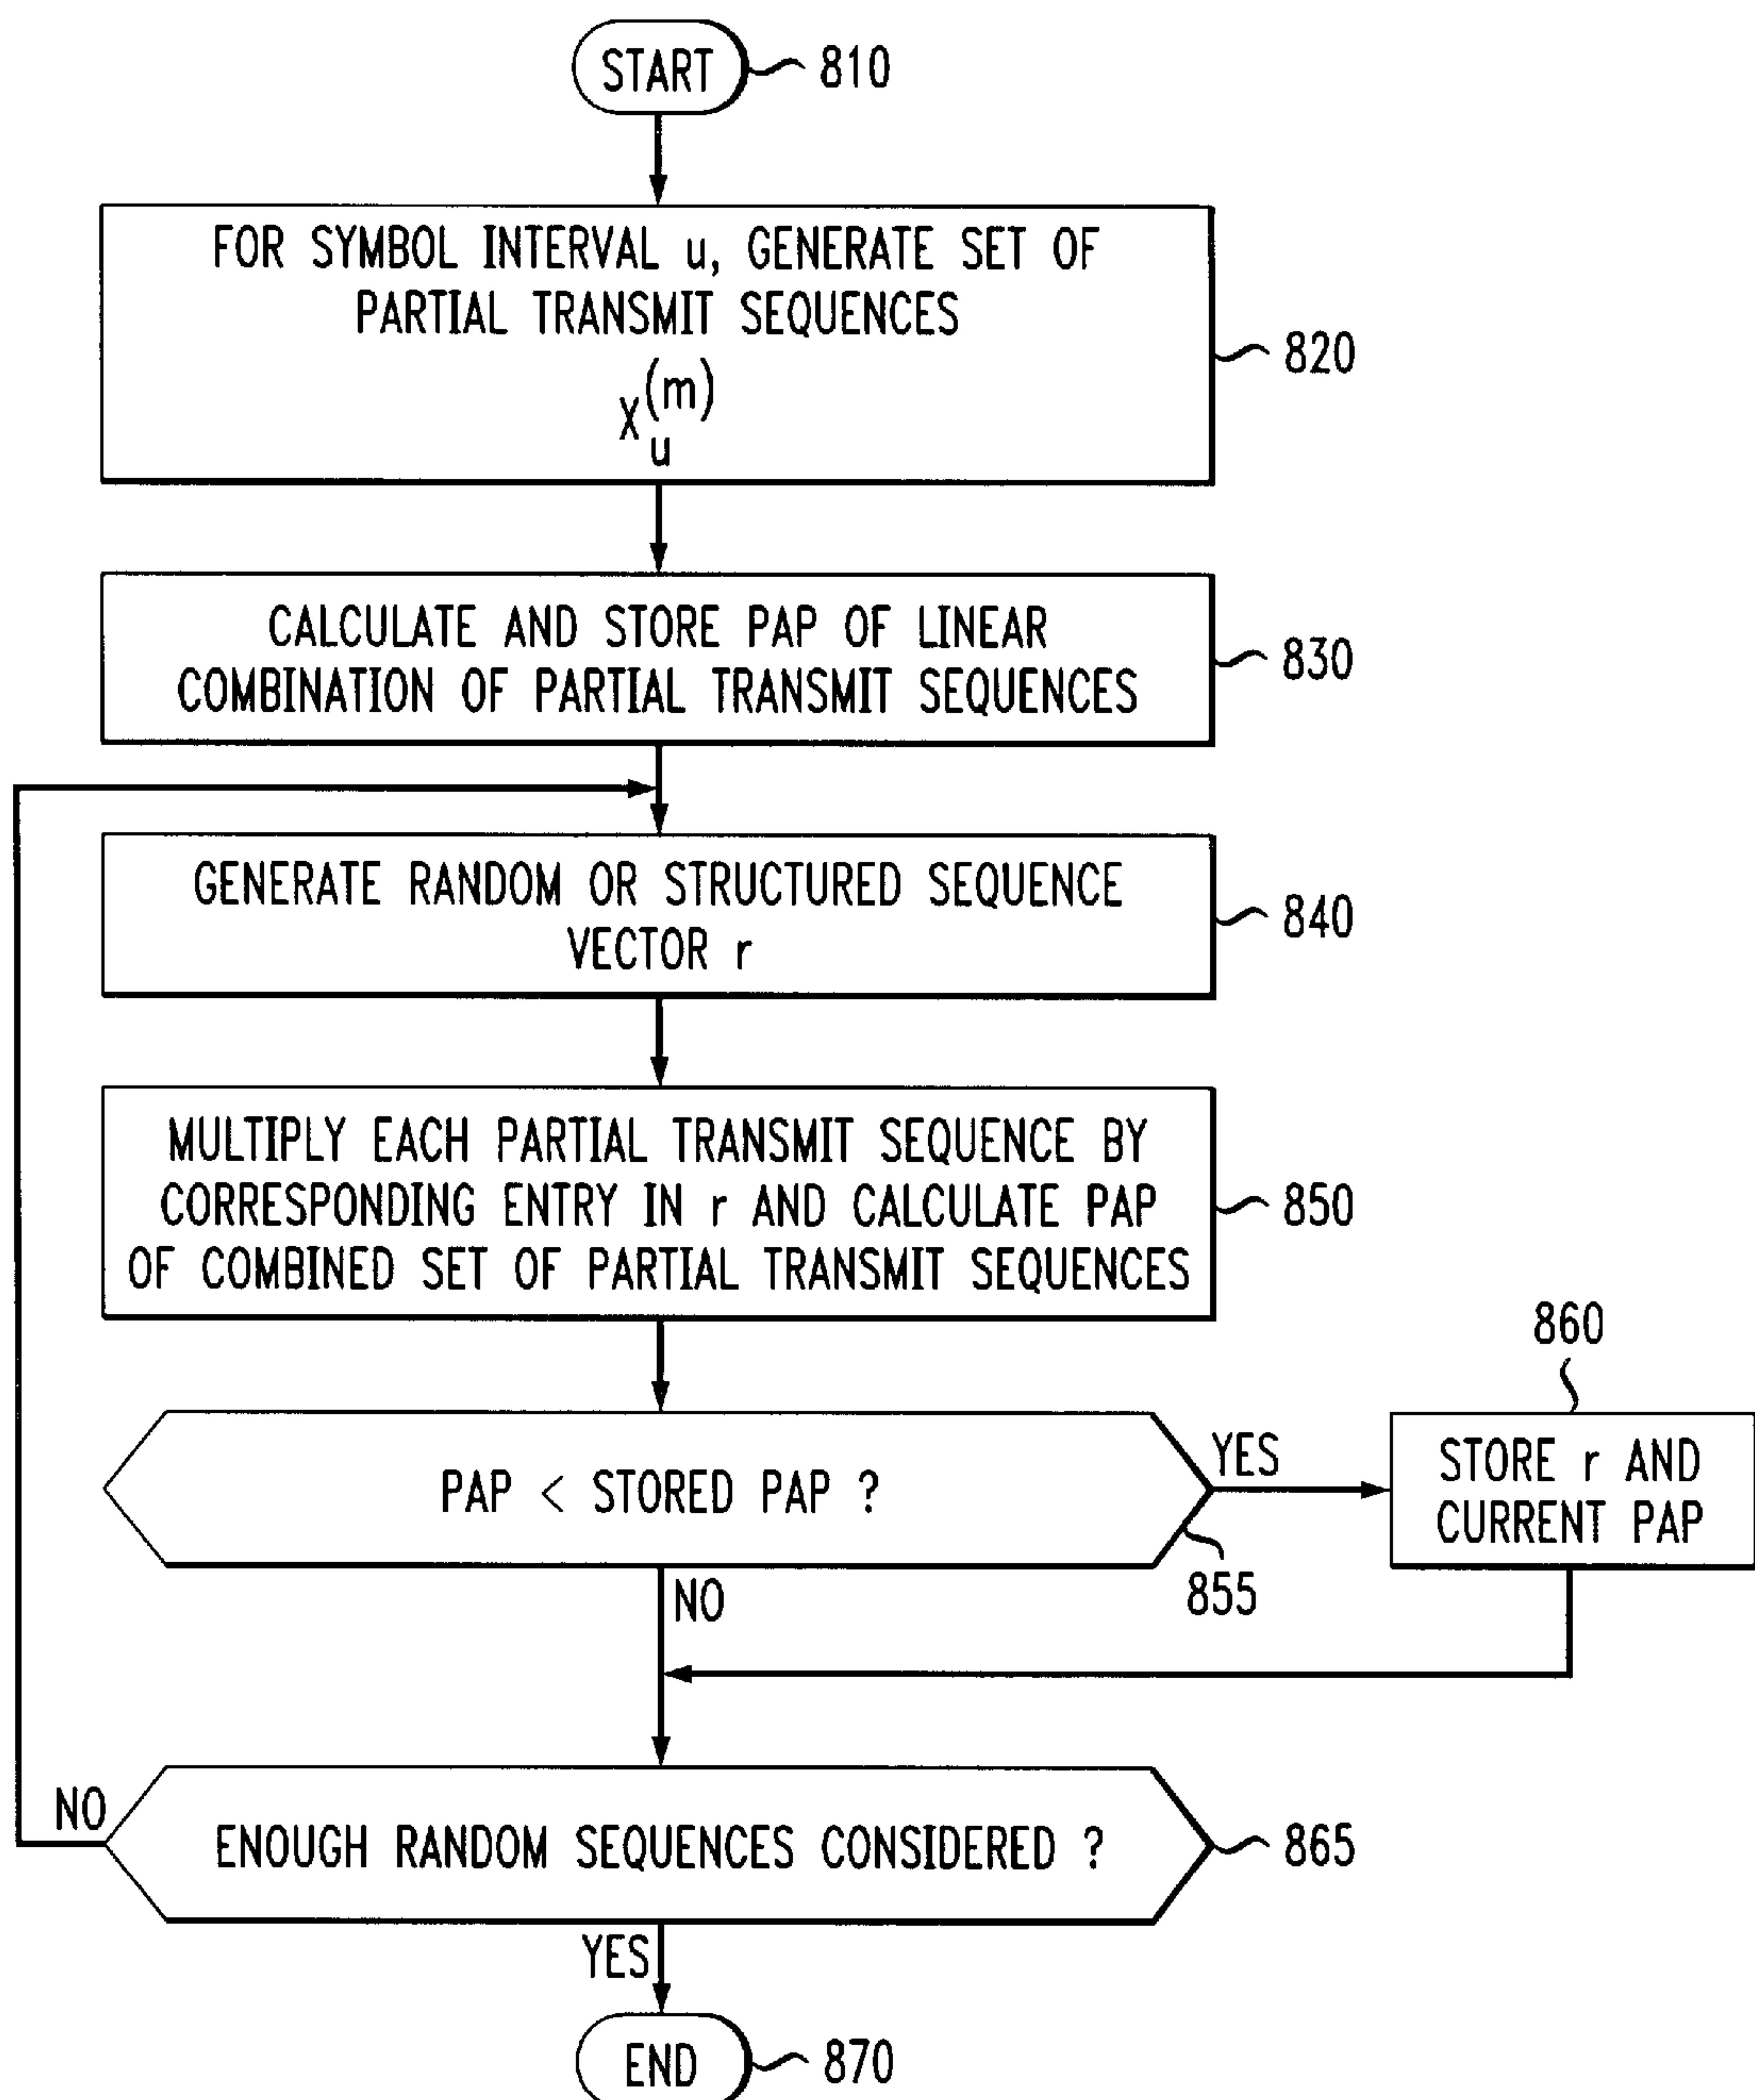 START
810
FOR SYMBOL INTERVAL u, GENERATE SET OF
PARTIAL TRANSMIT SEQUENCES
x_u^(m)
820
CALCULATE AND STORE PAP OF LINEAR
COMBINATION OF PARTIAL TRANSMIT SEQUENCES
830
GENERATE RANDOM OR STRUCTURED SEQUENCE
VECTOR r
840
MULTIPLY EACH PARTIAL TRANSMIT SEQUENCE BY
CORRESPONDING ENTRY IN r AND CALCULATE PAP
OF COMBINED SET OF PARTIAL TRANSMIT SEQUENCES
850
PAP < STORED PAP ?
855
YES
860
STORE r AND
CURRENT PAP
NO
ENOUGH RANDOM SEQUENCES CONSIDERED ?
865
NO
YES
END
870